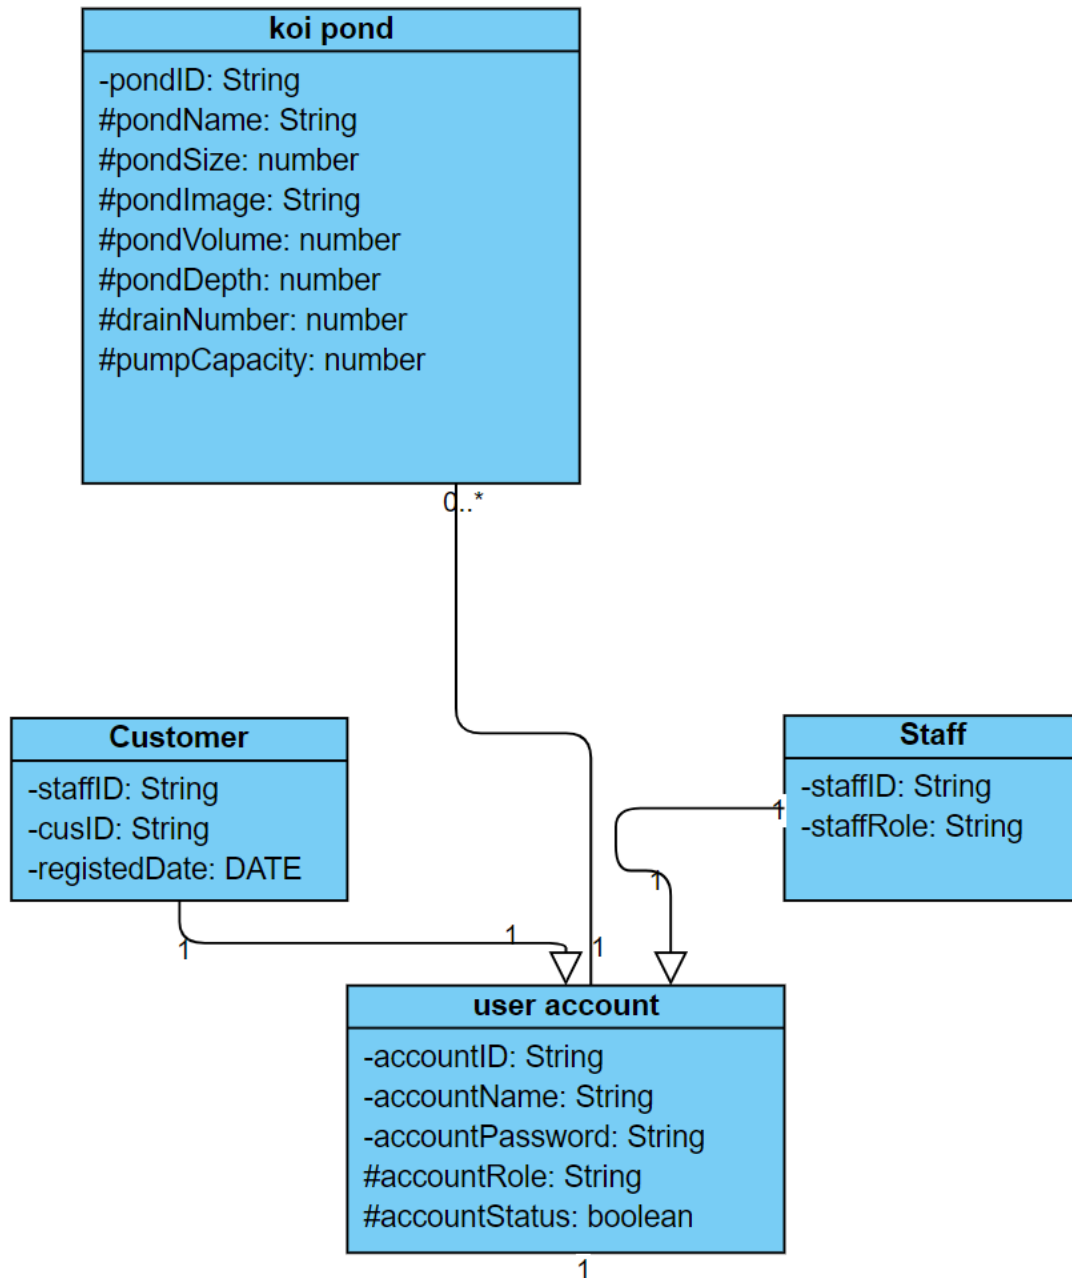 koi pond
-pondID: String
#pondName: String
#pondSize: number
#pondImage: String
#pondVolume: number
#pondDepth: number
#drainNumber: number
#pumpCapacity: number
0..*
Customer
-staffID: String
-cusID: String
-registedDate: DATE
Staff
-staffID: String
-staffRole: String
1
1
1
1
1
user account
-accountID: String
-accountName: String
-accountPassword: String
#accountRole: String
#accountStatus: boolean
1